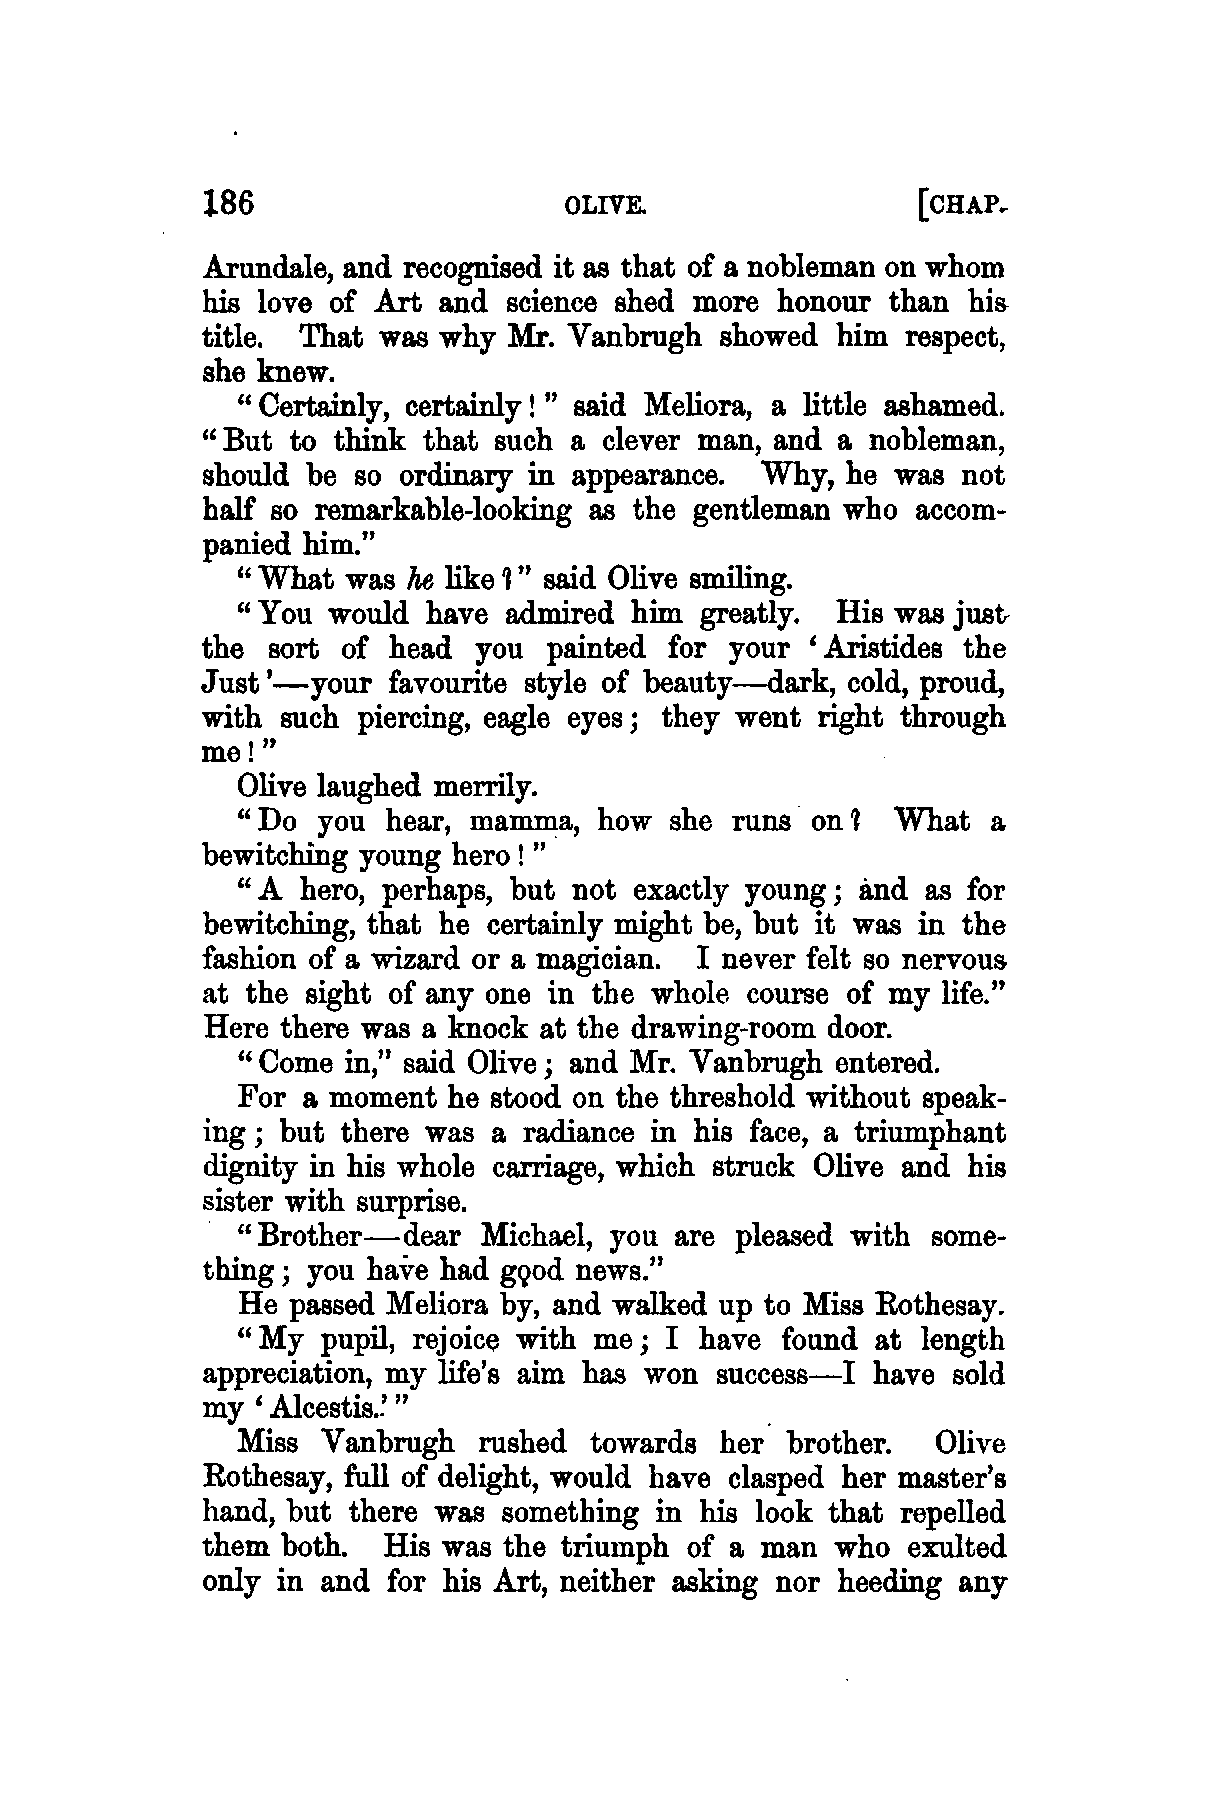 186 OLIVE. [CHAP.
Arundale, and recognised it as that of a nobleman on whom
his love of Art and science shed more honour than his
title. That was why Mr. Vanbrugh showed him respect,
she knew.
“Certainly, certainly!” said Meliora, a little ashamed.
“But to think that such a clever man, and a nobleman,
should be so ordinary in appearance. Why, he was not
half so remarkable-looking as the gentleman who accom-
panied him.”
“What was he like?” said Olive smiling.
“You would have admired him greatly. His was just
the sort of head you painted for your ‘Aristides the
Just’—your favourite style of beauty—dark, cold, proud,
with such piercing, eagle eyes; they went right through
me!”
Olive laughed merrily.
“Do you hear, mamma, how she runs on? What a
bewitching young hero!”
“A hero, perhaps, but not exactly young; and as for
bewitching, that he certainly might be, but it was in the
fashion of a wizard or a magician. I never felt so nervous
at the sight of any one in the whole course of my life.”
Here there was a knock at the drawing-room door.
“Come in,” said Olive; and Mr. Vanbrugh entered.
For a moment he stood on the threshold without speak-
ing; but there was a radiance in his face, a triumphant
dignity in his whole carriage, which struck Olive and his
sister with surprise.
“Brother—dear Michael, you are pleased with some-
thing; you have had good news.”
He passed Meliora by, and walked up to Miss Rothesay.
“My pupil, rejoice with me; I have found at length
appreciation, my life’s aim has won success—I have sold
my ‘Alcestis.’”
Miss Vanbrugh rushed towards her brother. Olive
Rothesay, full of delight, would have clasped her master’s
hand, but there was something in his look that repelled
them both. His was the triumph of a man who exulted
only in and for his Art, neither asking nor heeding any